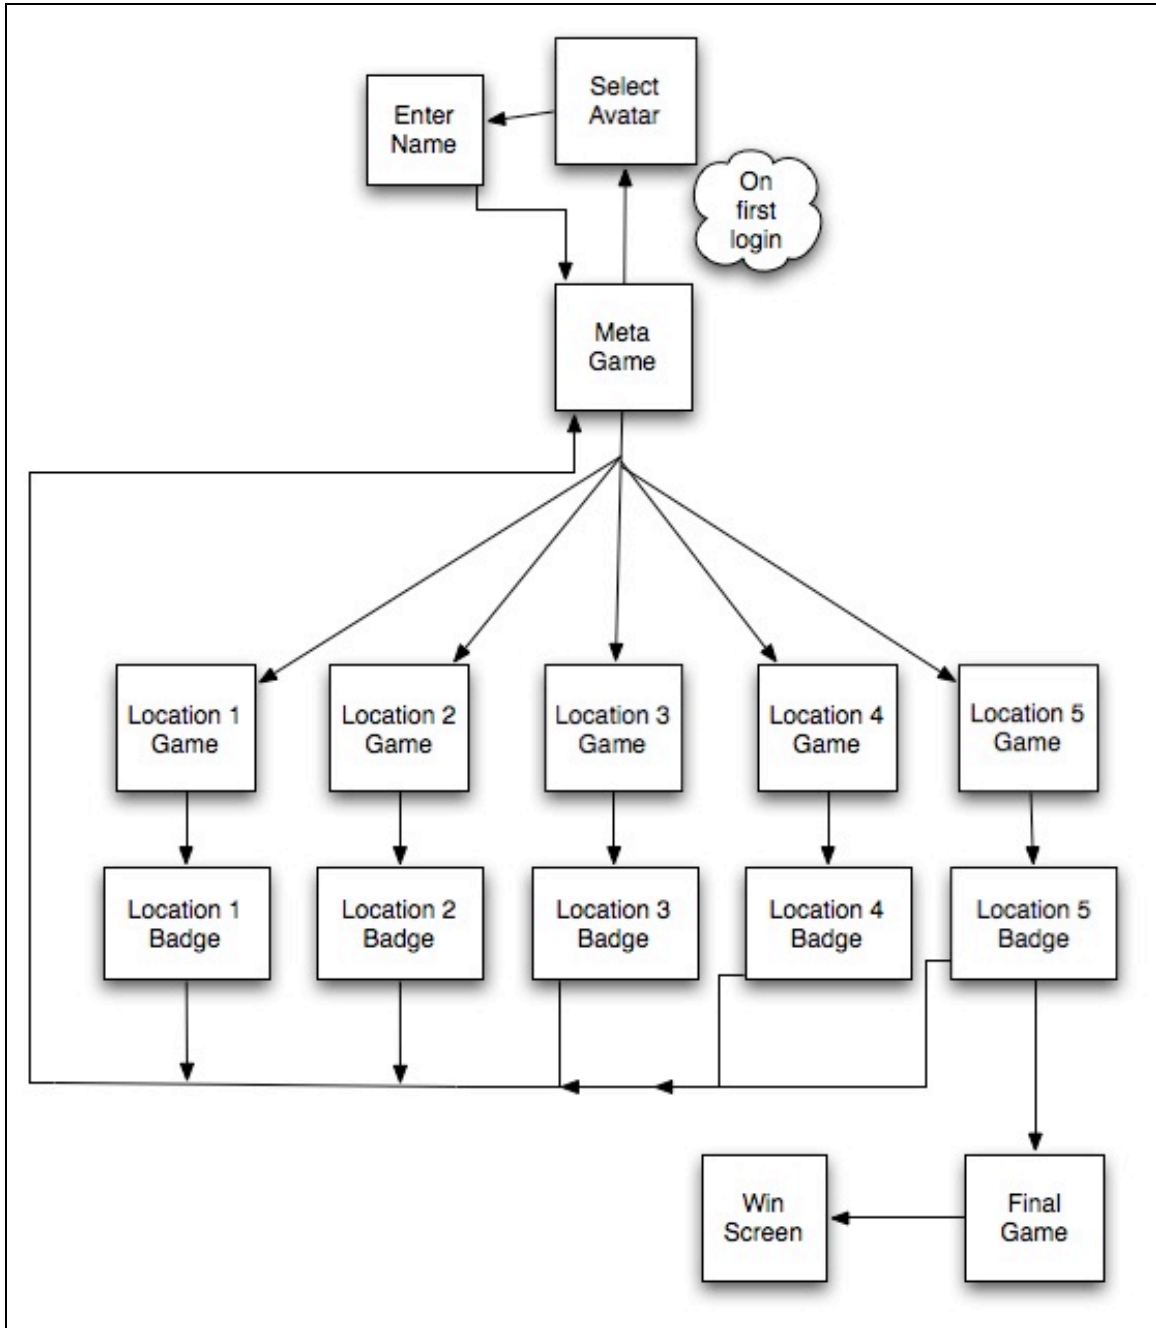 Select
Avatar
Enter
Name
On
first
login
Meta
Game
Location 1
Game
Location 2
Game
Location 3
Game
Location 4
Game
Location 5
Game
Location 1
Badge
Location 2
Badge
Location 3
Badge
Location 4
Badge
Location 5
Badge
Win
Screen
Final
Game